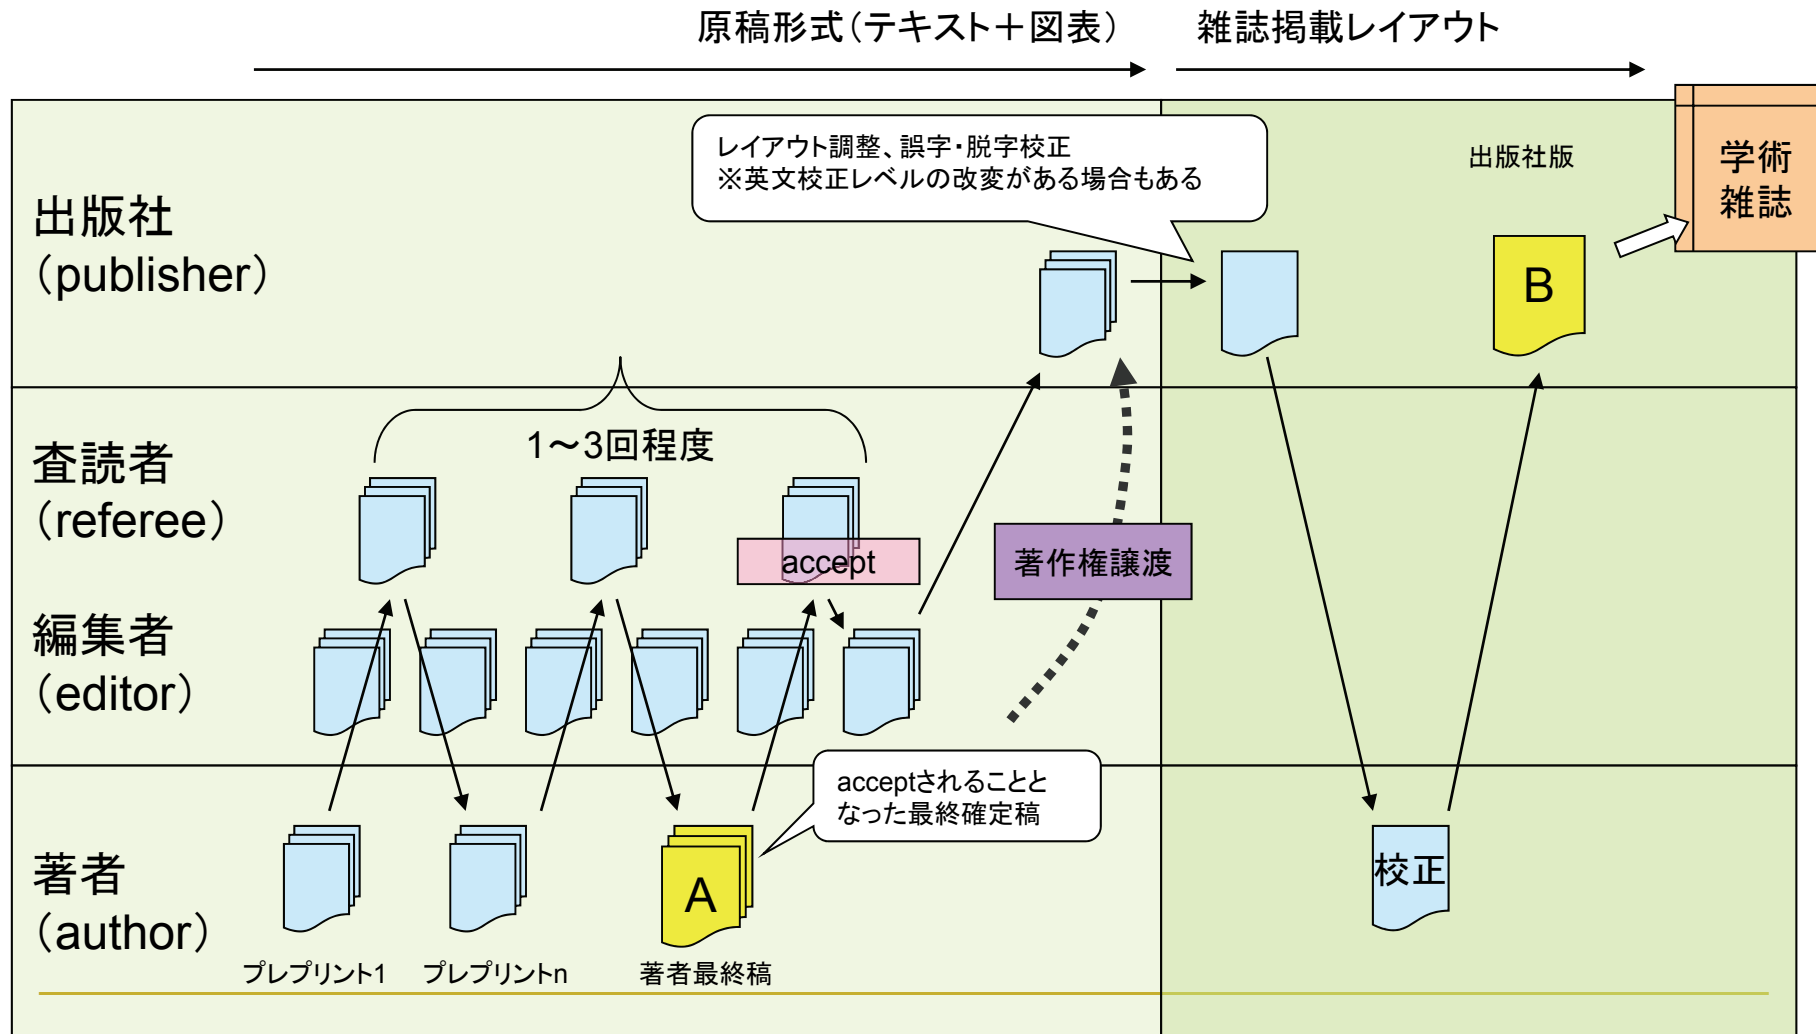 原稿形式(テキスト＋図表)
雑誌掲載レイアウト
レイアウト調整、誤字・脱字校正
※英文校正レベルの改変がある場合もある
出版社版
学術
雑誌
出版社
(publisher)
B
1～3回程度
査読者
(referee)
accept
著作権譲渡
編集者
(editor)
acceptされることと
なった最終確定稿
著者
(author)
A
校正
プレプリント1
プレプリントn
著者最終稿